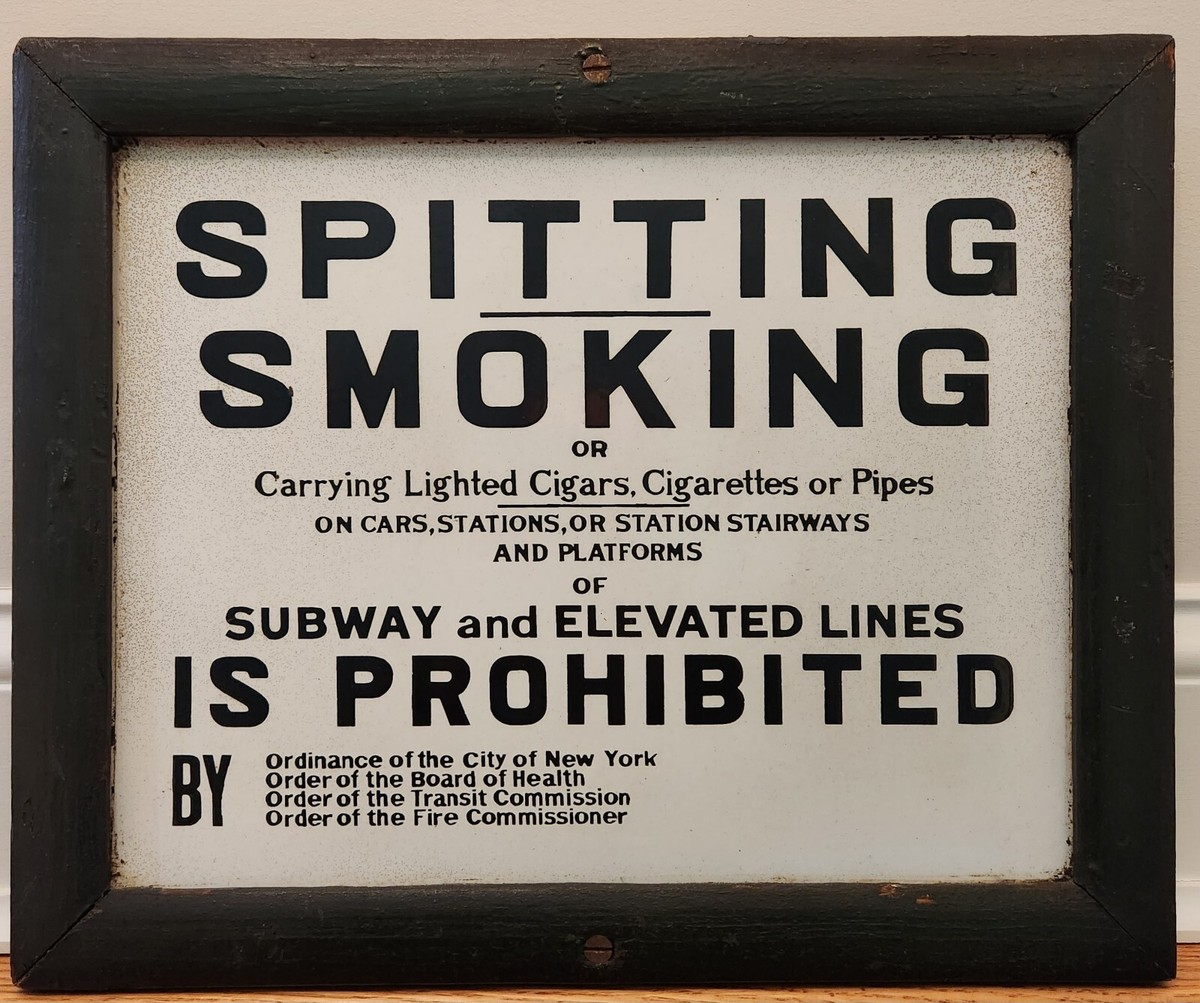 SPITTING
SMOKING
OR
Carrying Lighted Cigars, Cigarettes or Pipes
ON CARS, STATIONS, OR STATION STAIRWAYS
AND PLATFORMS
OF
SUBWAY and ELEVATED LINES
IS PROHIBITED
BY
Ordinance of the City of New York
Order of the Board of Health
Order of the Transit Commission
Order of the Fire Commissioner